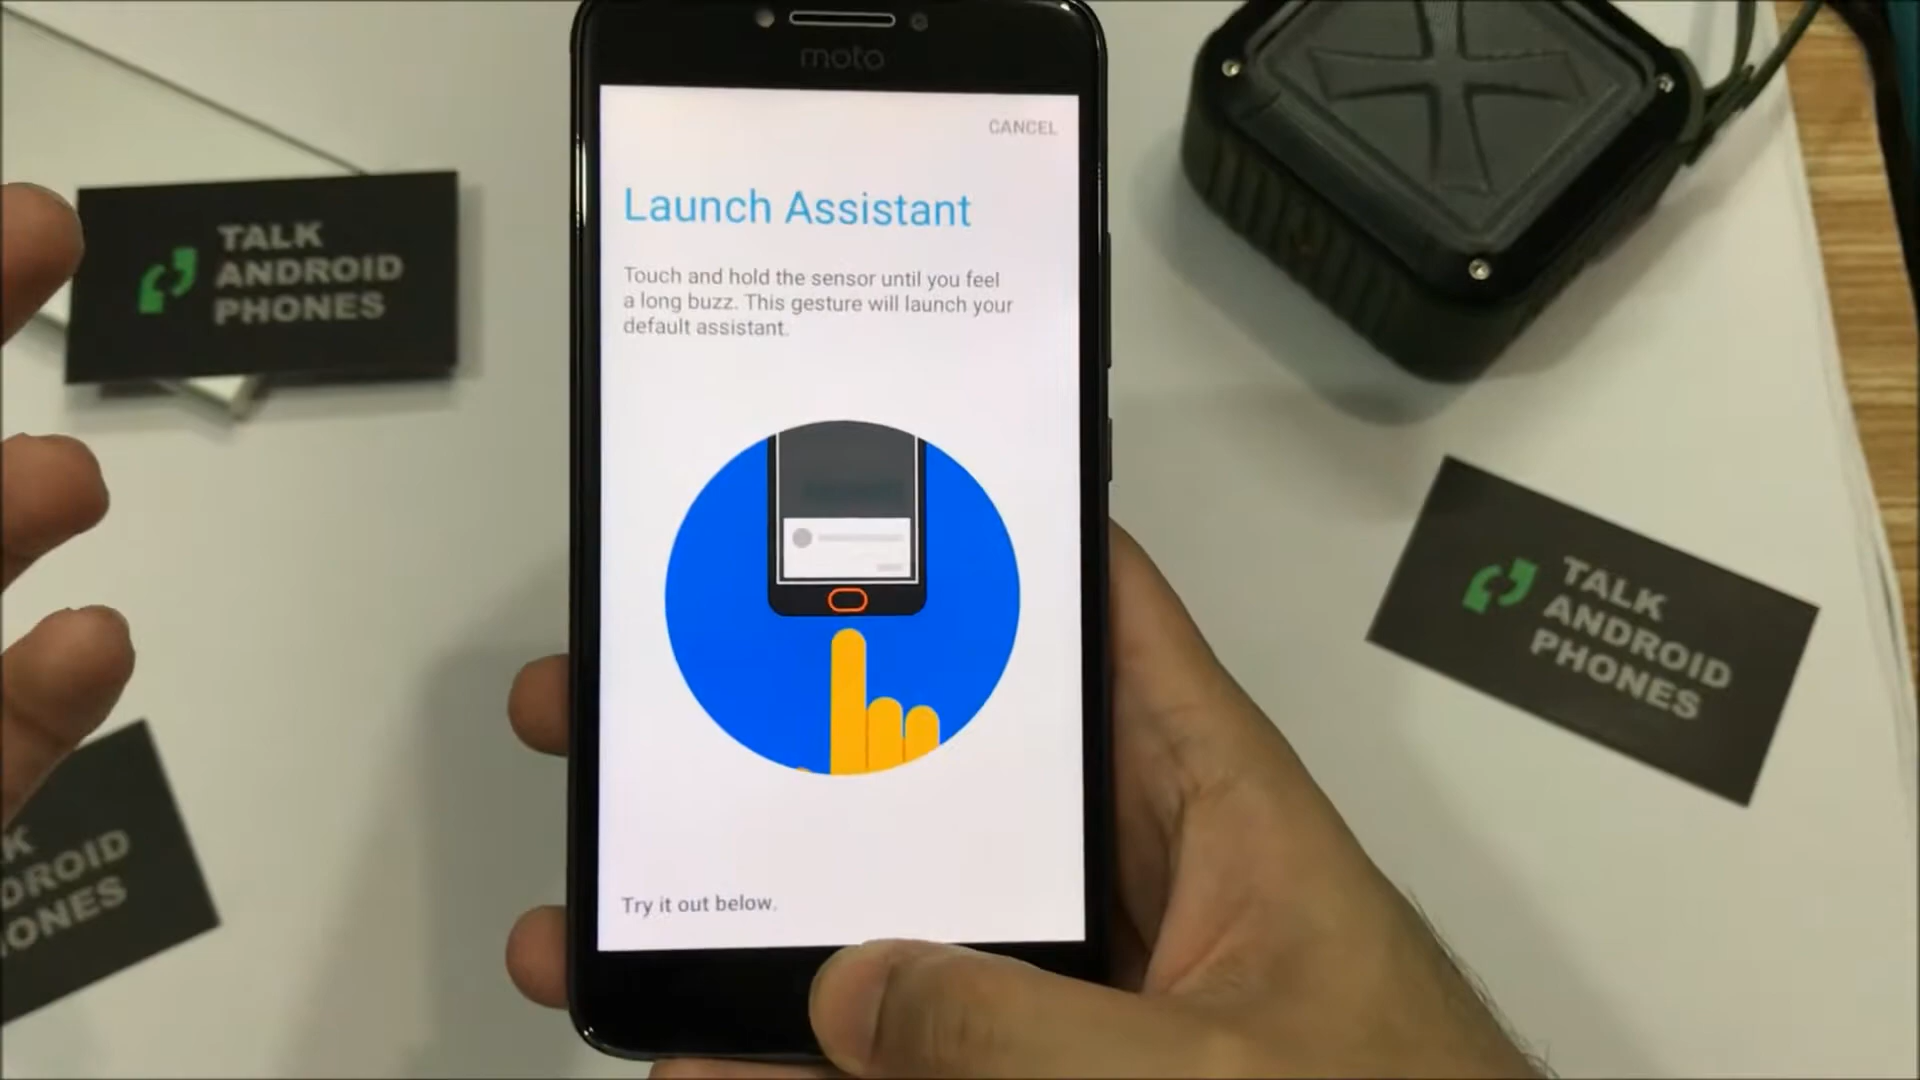 moto
CANCEL
Launch Assistant
Touch and hold the sensor until you feel
a long buzz. This gesture will launch your
default assistant.
Try it out below.
TALK
ANDROID
PHONES
TALK
ANDROID
PHONES
K
DROID
ONES